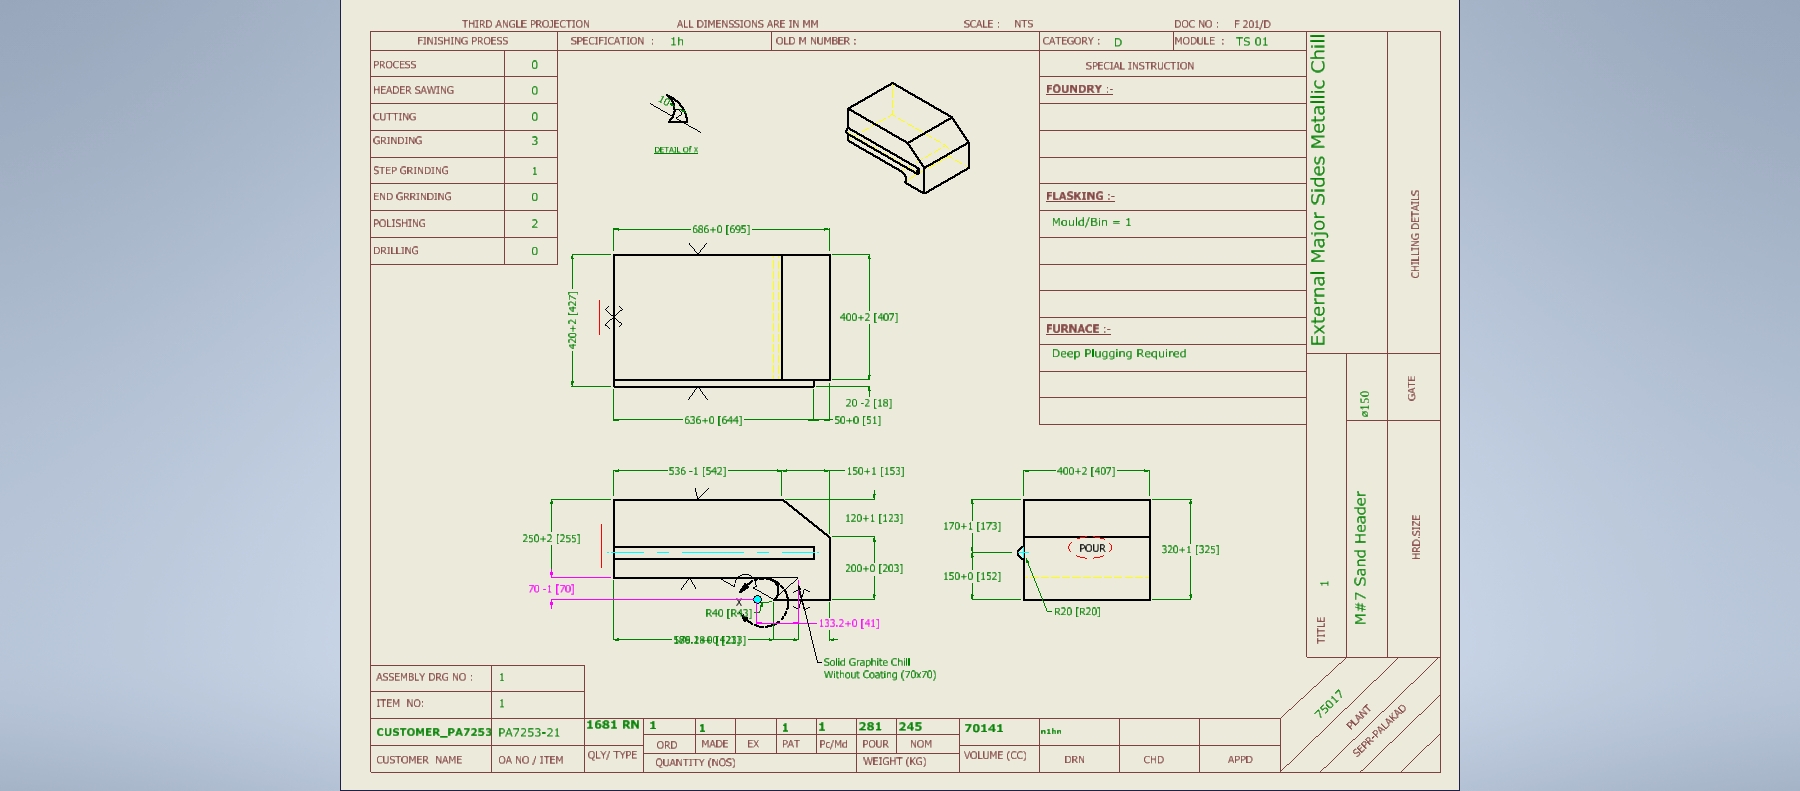 THIRD ANGLE PROJECTION ALL DIMENSSIONS ARE IN MM SCALE : NTS DOC NO : F 201/D
FINISHING PROESS SPECIFICATION : 1h OLD M NUMBER : CATEGORY : D MODULE : TS 01
PROCESS 0
HEADER SAWING 0
CUTTING 0
GRINDING 3
STEP GRINDING 1
END GRRINDING 0
POLISHING 2
DRILLING 0
SPECIAL INSTRUCTION
FOUNDRY :-
FLASKING :-
Mould/Bin = 1
FURNACE :-
Deep Plugging Required
External Major Sides Metallic Chill
CHILLING DETAILS
ø150
GATE
M#7 Sand Header
HRD.SIZE
TITLE 1
DETAIL Of X
686+0 [695]
420+2 [427]
400+2 [407]
20 -2 [18]
636+0 [644]
50+0 [51]
536 -1 [542]
150+1 [153]
120+1 [123]
250+2 [255]
200+0 [203]
70 -1 [70]
X
R40 [R43]
133.2+0 [41]
Solid Graphite Chill
Without Coating (70x70)
400+2 [407]
170+1 [173]
POUR
320+1 [325]
150+0 [152]
R20 [R20]
ASSEMBLY DRG NO : 1
ITEM NO: 1
CUSTOMER_PA7253 PA7253-21 1681 RN 1 1 1 1 281 245 70141 n1hn
CUSTOMER NAME OA NO / ITEM QLY/ TYPE ORD MADE EX PAT Pc/Md POUR NOM VOLUME (CC) DRN CHD APPD
QUANTITY (NOS) WEIGHT (KG)
75017
PLANT
SEPR-PALAKAD